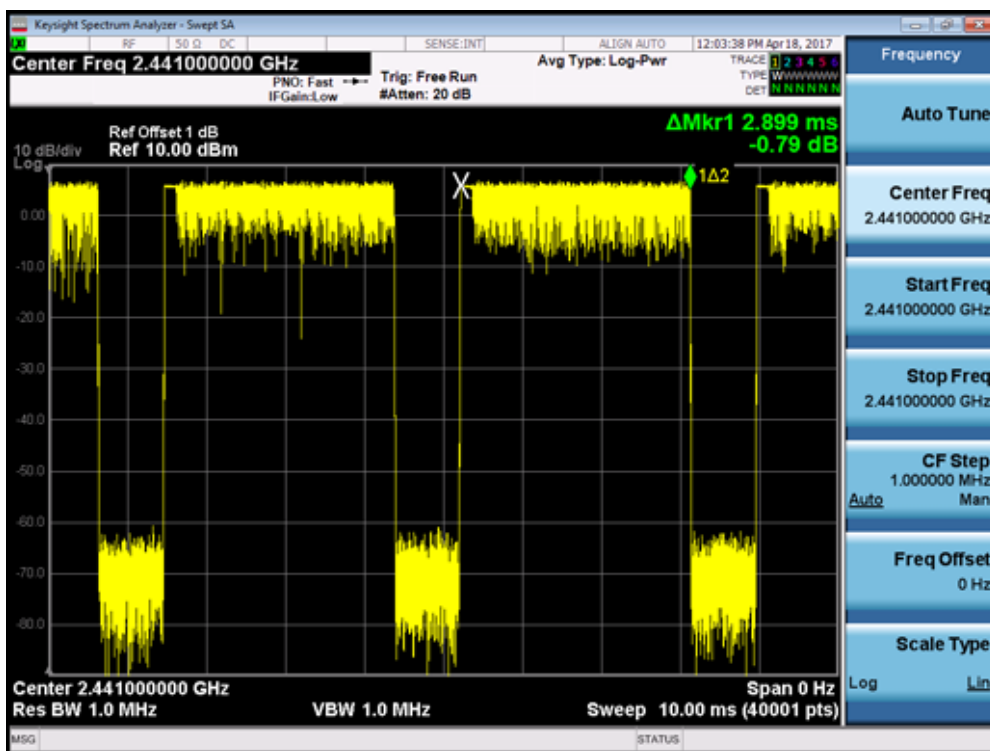 Keysight Spectrum Analyzer - Swept SA
RF 50 Ω DC SENSE:INT ALIGN AUTO 12:03:38 PM Apr 18, 2017
Center Freq 2.441000000 GHz
PNO: Fast
IFGain:Low
Trig: Free Run
#Atten: 20 dB
Avg Type: Log-Pwr
TRACE 1 2 3 4 5 6
TYPE WWWWWW
DET N N N N N N
Ref Offset 1 dB
10 dB/div Ref 10.00 dBm
Log
ΔMkr1 2.899 ms
-0.79 dB
1Δ2
0.00
-10.0
-20.0
-30.0
-40.0
-50.0
-60.0
-70.0
-80.0
Center 2.441000000 GHz Span 0 Hz
Res BW 1.0 MHz VBW 1.0 MHz Sweep 10.00 ms (40001 pts)
MSG STATUS
Frequency
Auto Tune
Center Freq
2.441000000 GHz
Start Freq
2.441000000 GHz
Stop Freq
2.441000000 GHz
CF Step
1.000000 MHz
Auto Man
Freq Offset
0 Hz
Scale Type
Log Lin